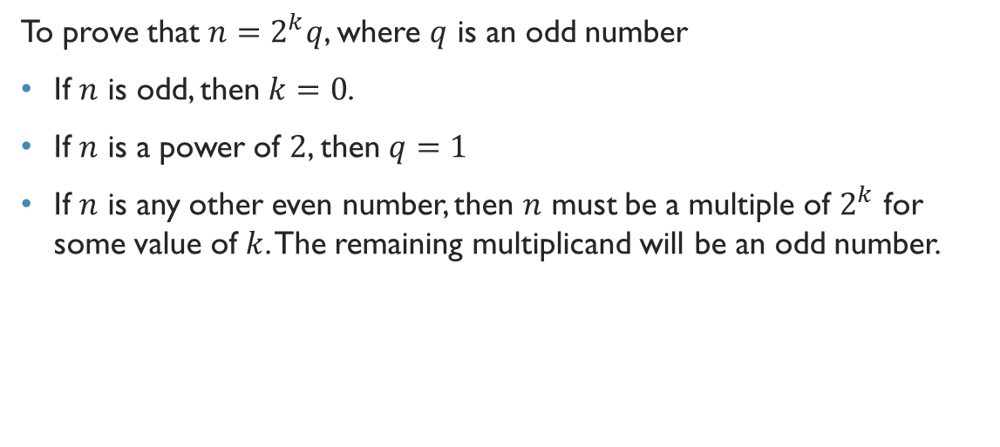 To prove that n = 2^k q, where q is an odd number
• If n is odd, then k = 0.
• If n is a power of 2, then q = 1
• If n is any other even number, then n must be a multiple of 2^k for
some value of k. The remaining multiplicand will be an odd number.